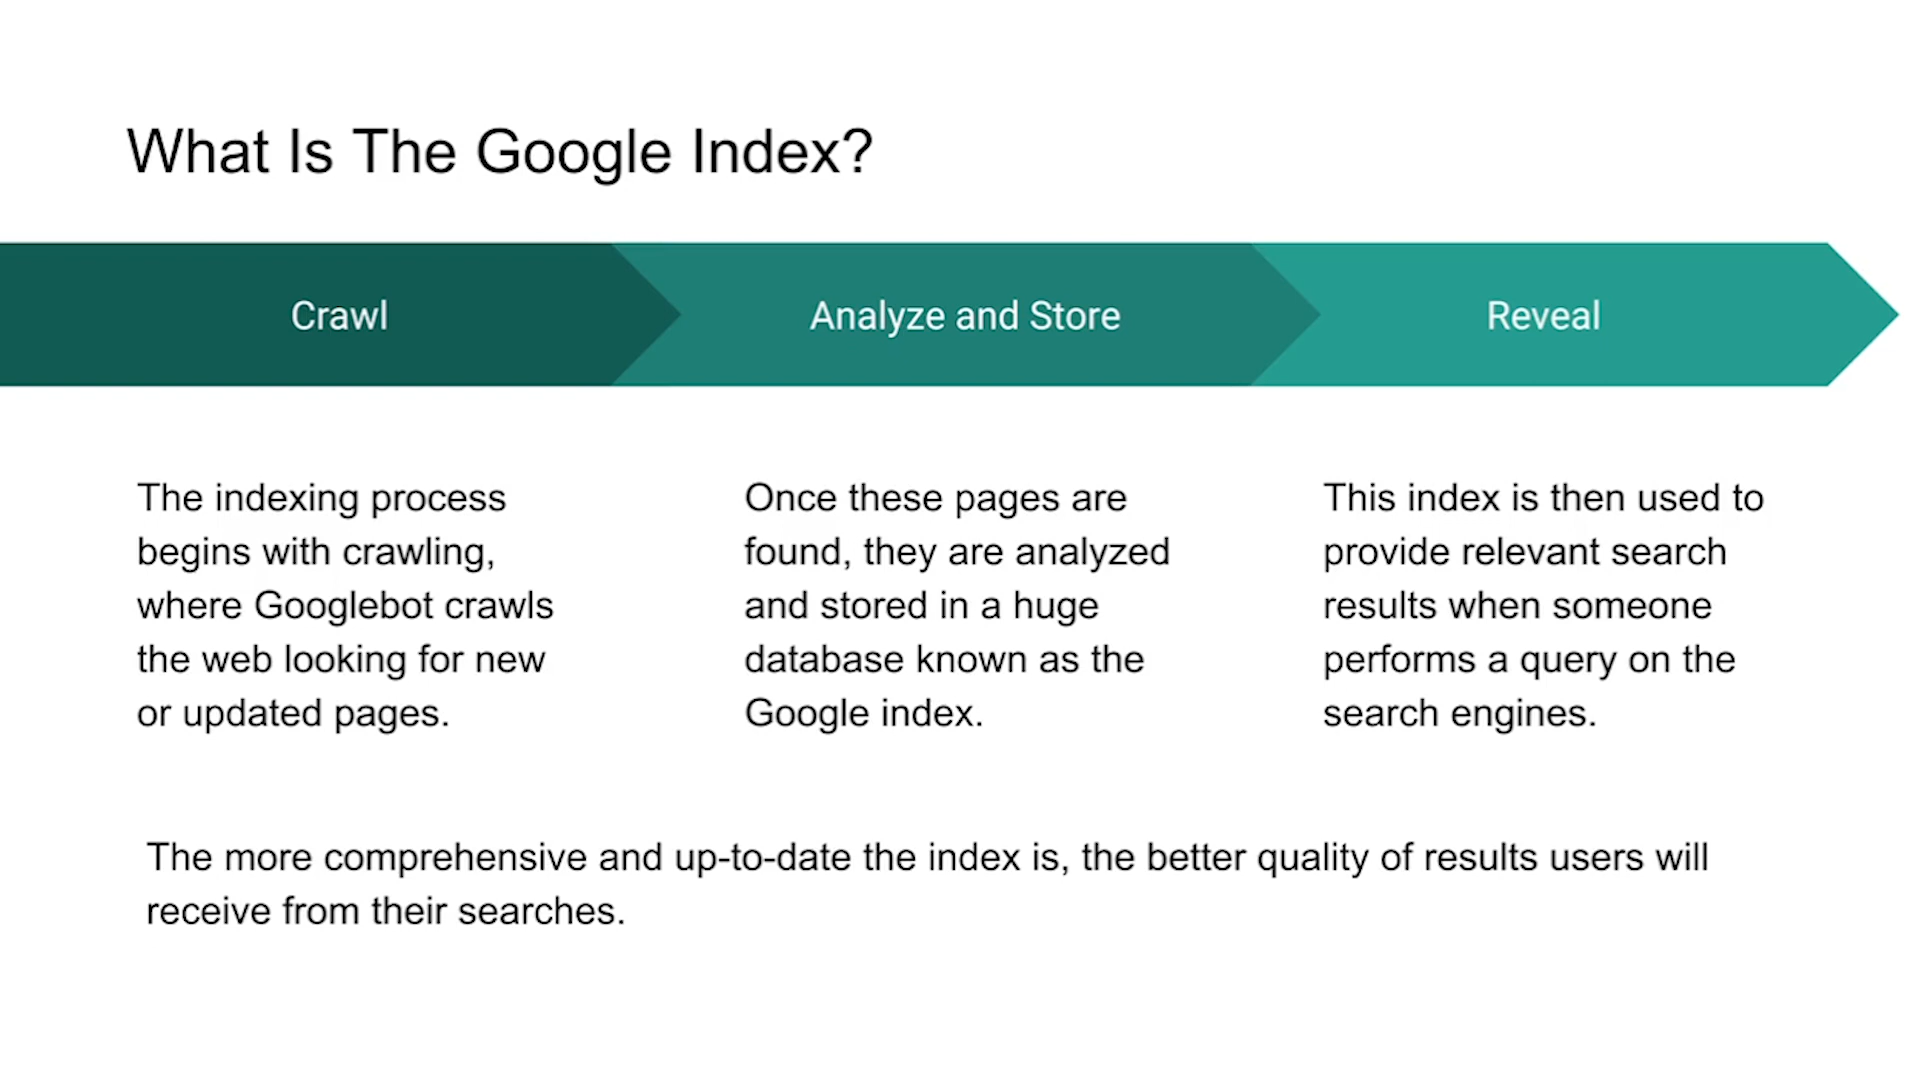 What Is The Google Index?
Crawl
Analyze and Store
Reveal
The indexing process
begins with crawling,
where Googlebot crawls
the web looking for new
or updated pages.
Once these pages are
found, they are analyzed
and stored in a huge
database known as the
Google index.
This index is then used to
provide relevant search
results when someone
performs a query on the
search engines.
The more comprehensive and up-to-date the index is, the better quality of results users will
receive from their searches.